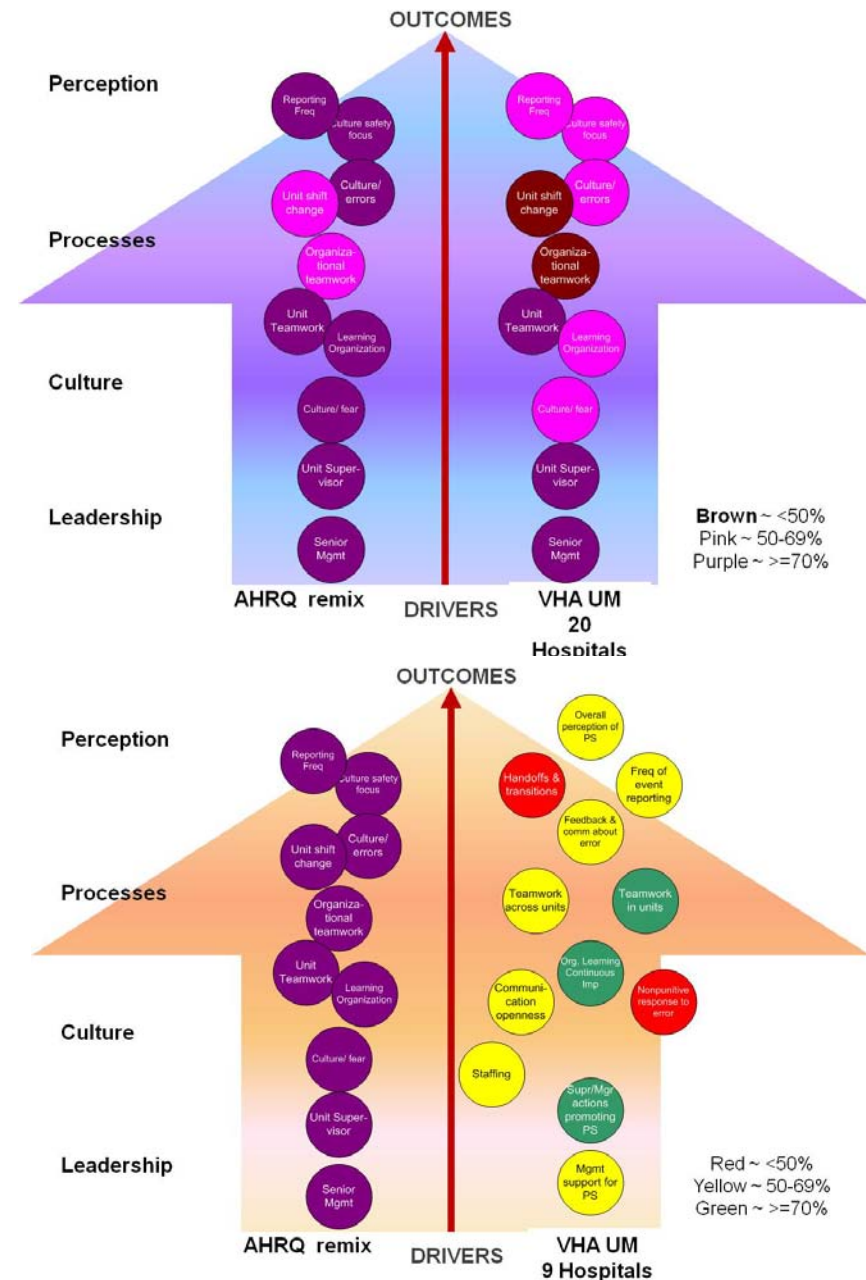 OUTCOMES
Perception
Reporting
Freq
Culture safety
focus
Unit shift
change
Culture/
errors
Processes
Organiza-
tional
teamwork
Unit
Teamwork
Learning
Organization
Culture
Culture/ fear
Unit Super-
visor
Leadership
Senior
Mgmt
AHRQ remix
Reporting
Freq
Culture safety
focus
Unit shift
change
Culture/
errors
Organiza-
tional
teamwork
Unit
Teamwork
Learning
Organization
Culture/ fear
Unit Super-
visor
Senior
Mgmt
Brown ~ <50%
Pink ~ 50-69%
Purple ~ >=70%
DRIVERS
VHA UM
20
Hospitals
OUTCOMES
Perception
Reporting
Freq
Culture safety
focus
Unit shift
change
Culture/
errors
Processes
Organiza-
tional
teamwork
Unit
Teamwork
Learning
Organization
Culture
Culture/ fear
Unit Super-
visor
Leadership
Senior
Mgmt
AHRQ remix
Overall
perception of
PS
Handoffs &
transitions
Freq of
event
reporting
Feedback &
comm about
error
Teamwork
across units
Teamwork
in units
Org. Learning
Continuous
Imp
Communi-
cation
openness
Nonpunitive
response to
error
Staffing
Supr/Mgr
actions
promoting
PS
Mgmt
support for
PS
Red ~ <50%
Yellow ~ 50-69%
Green ~ >=70%
DRIVERS
VHA UM
9 Hospitals